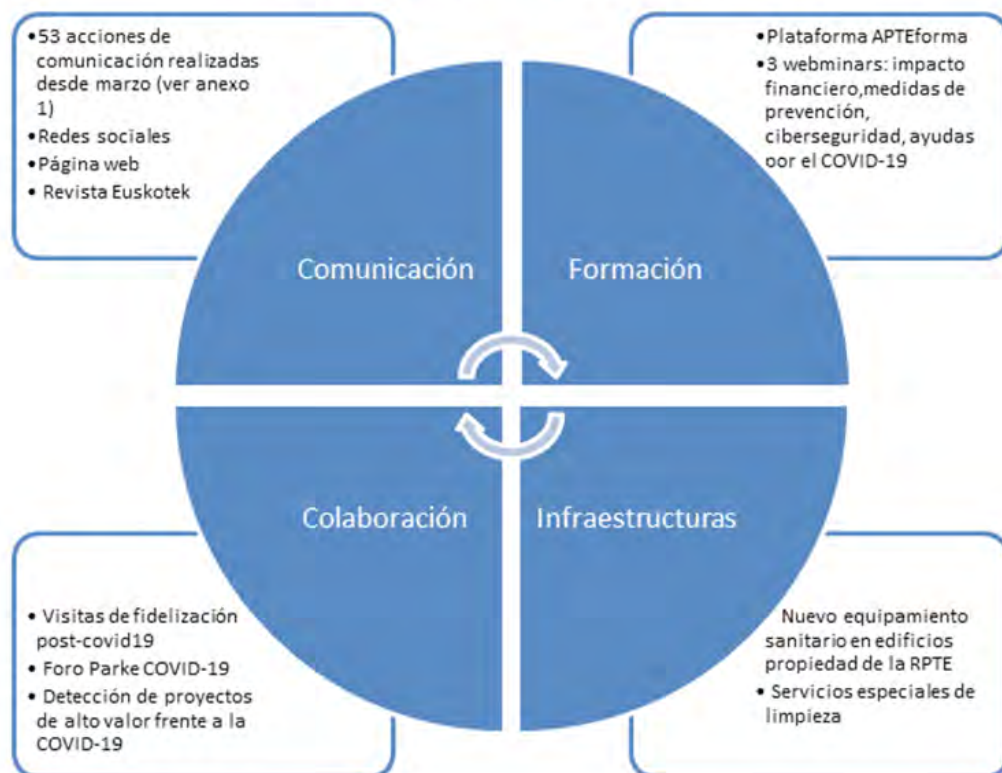 •53 acciones de
comunicación realizadas
desde marzo (ver anexo
1)
•Redes sociales
•Página web
• Revista Euskotek
•Plataforma APTEforma
•3 webminars: impacto
financiero,medidas de
prevención,
ciberseguridad, ayudas
oor el COVID-19
Comunicación
Formación
Colaboración
Infraestructuras
• Visitas de fidelización
post-covid19
• Foro Parke COVID-19
• Detección de proyectos
de alto valor frente a la
COVID-19
Nuevo equipamiento
sanitario en edificios
propiedad de la RPTE
• Servicios especiales de
limpieza